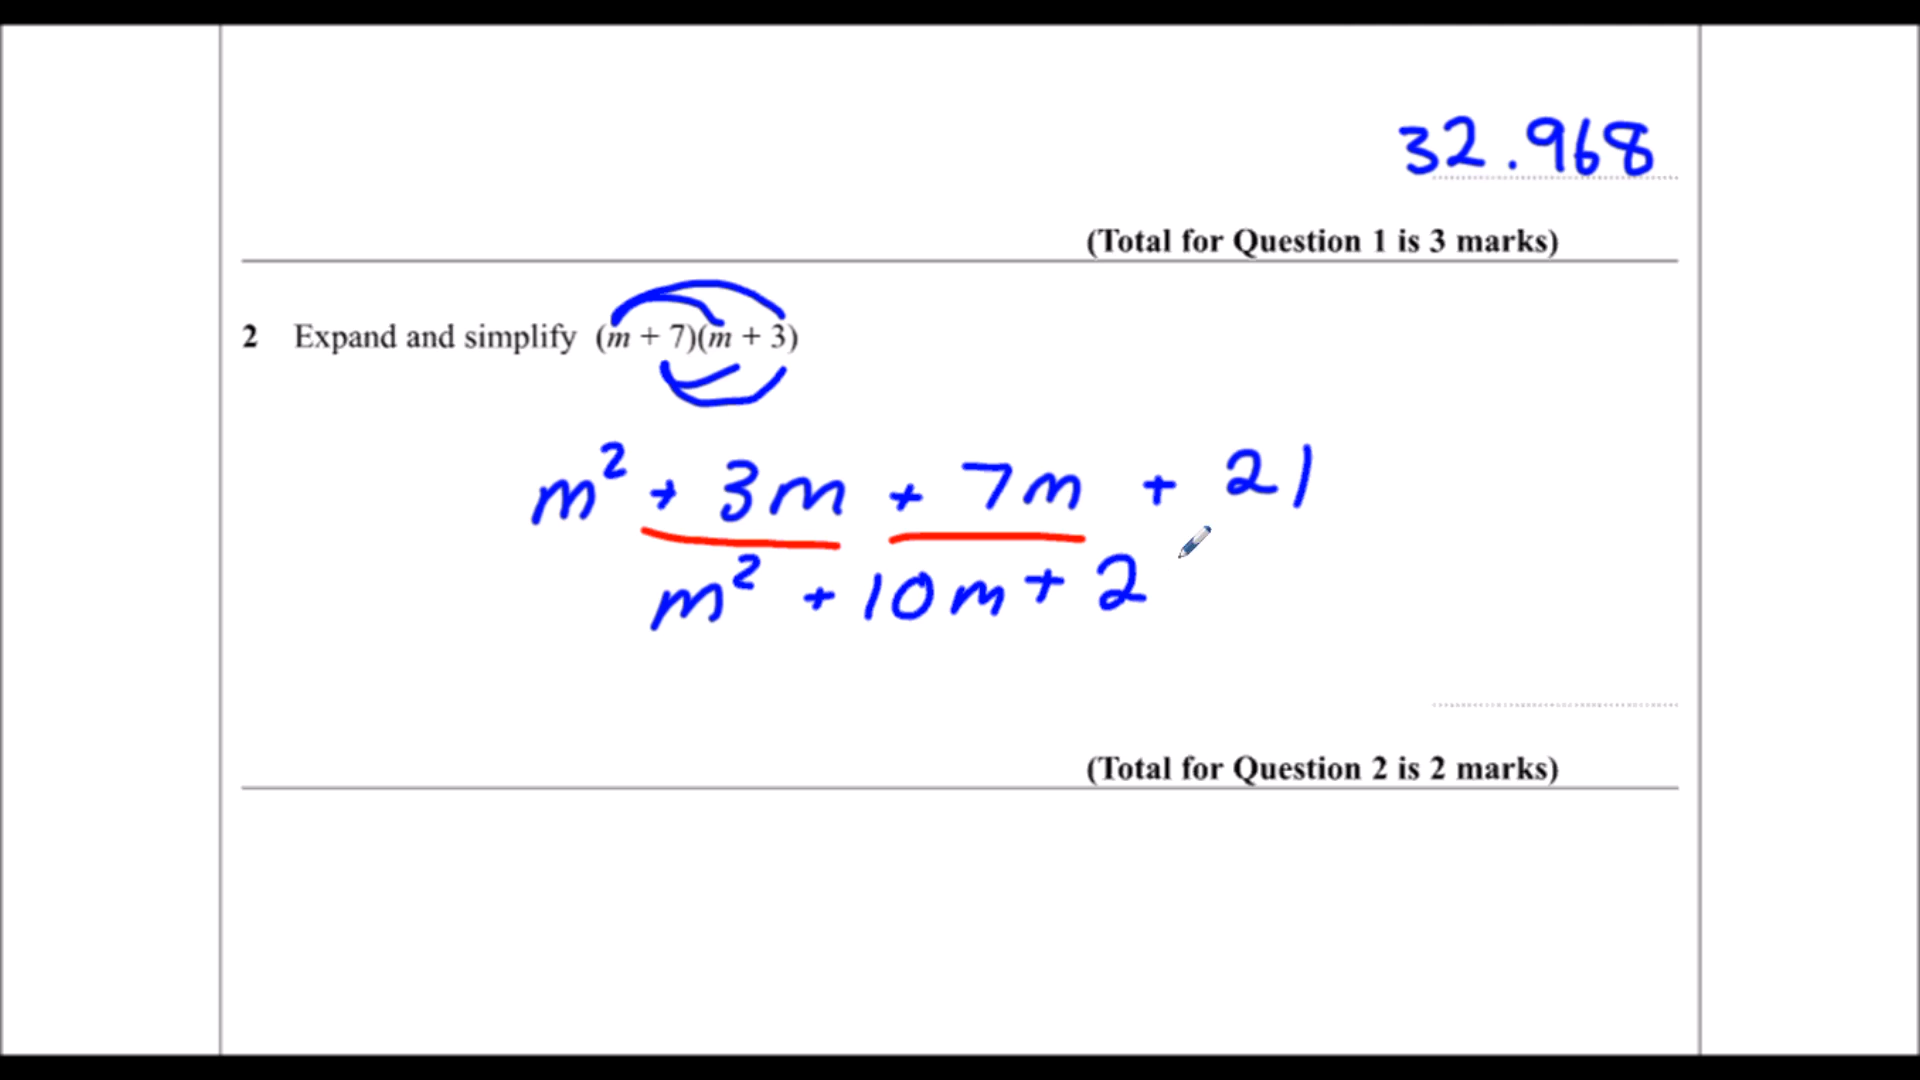 32.968
(Total for Question 1 is 3 marks)
2 Expand and simplify (m + 7)(m + 3)
m² + 3m + 7m + 21
m² + 10m + 2
(Total for Question 2 is 2 marks)